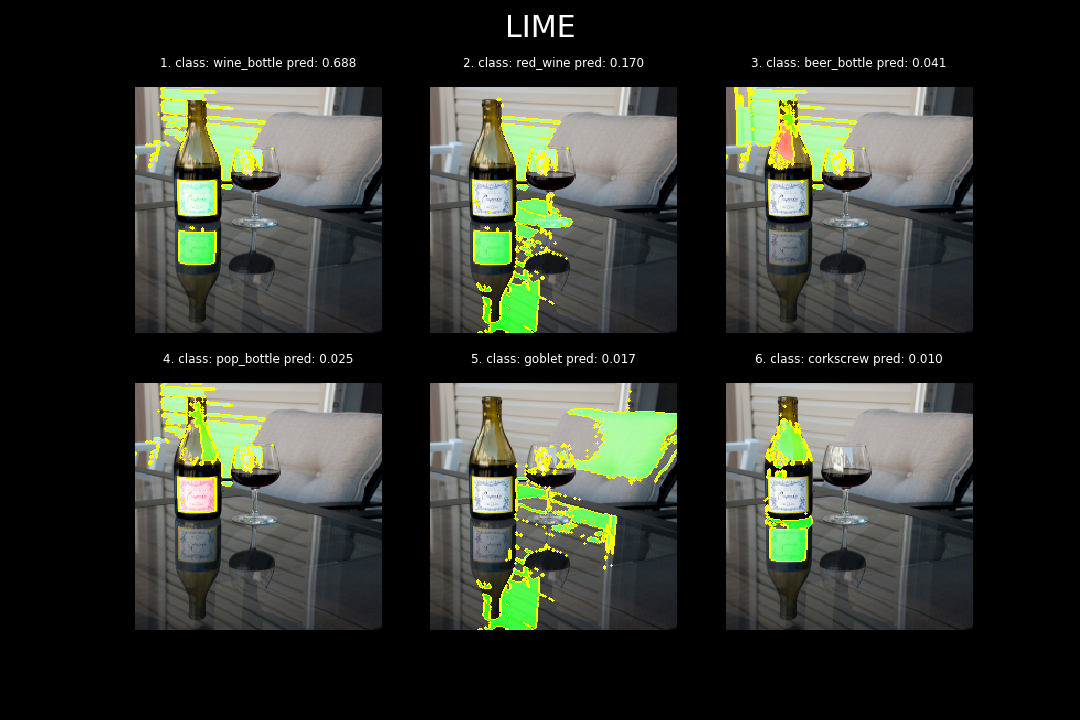 LIME
1. class: wine_bottle pred: 0.688
2. class: red_wine pred: 0.170
3. class: beer_bottle pred: 0.041
4. class: pop_bottle pred: 0.025
5. class: goblet pred: 0.017
6. class: corkscrew pred: 0.010